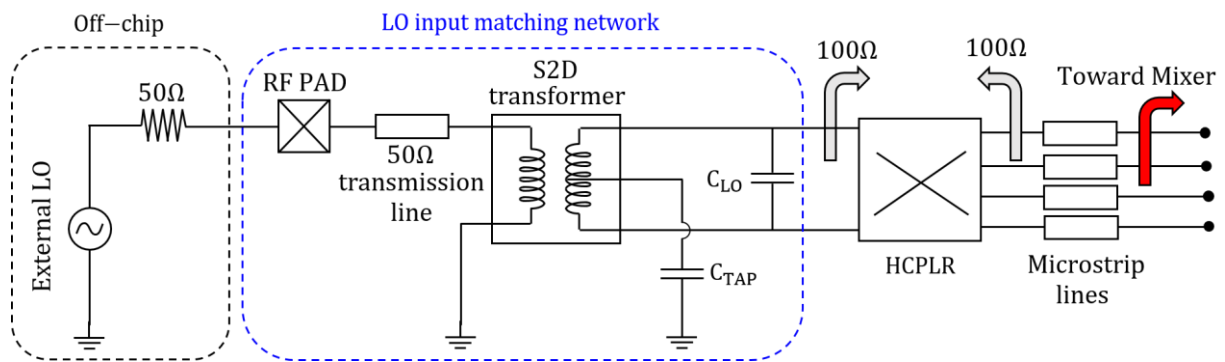 Off−chip
LO input matching network
50Ω
RF PAD
S2D
transformer
100Ω
100Ω
Toward Mixer
External LO
50Ω
transmission
line
C_LO
C_TAP
HCPLR
Microstrip
lines